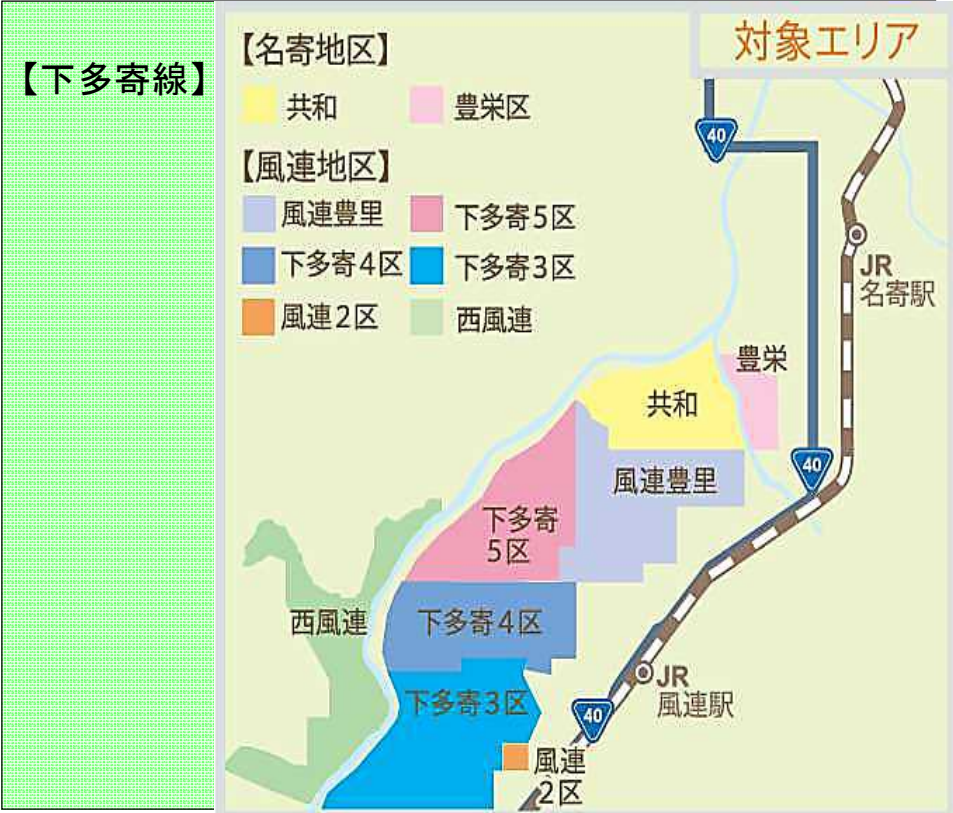 【下多寄線】
対象エリア
【名寄地区】
共和
豊栄区
【風連地区】
風連豊里
下多寄5区
下多寄4区
下多寄3区
風連2区
西風連
40
JR
名寄駅
豊栄
共和
40
風連豊里
下多寄
5区
西風連
下多寄4区
JR
風連駅
下多寄3区
40
風連
2区